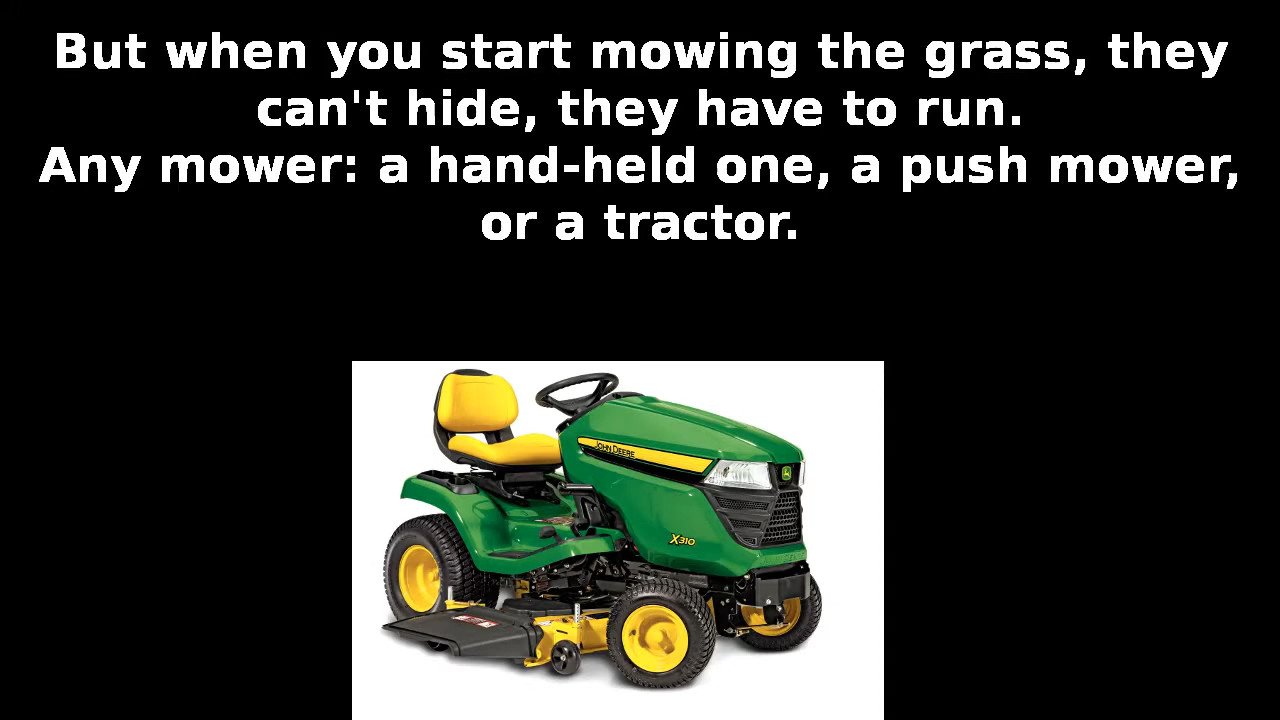 But when you start mowing the grass, they
can't hide, they have to run.
Any mower: a hand-held one, a push mower,
or a tractor.
JOHN DEERE
X310